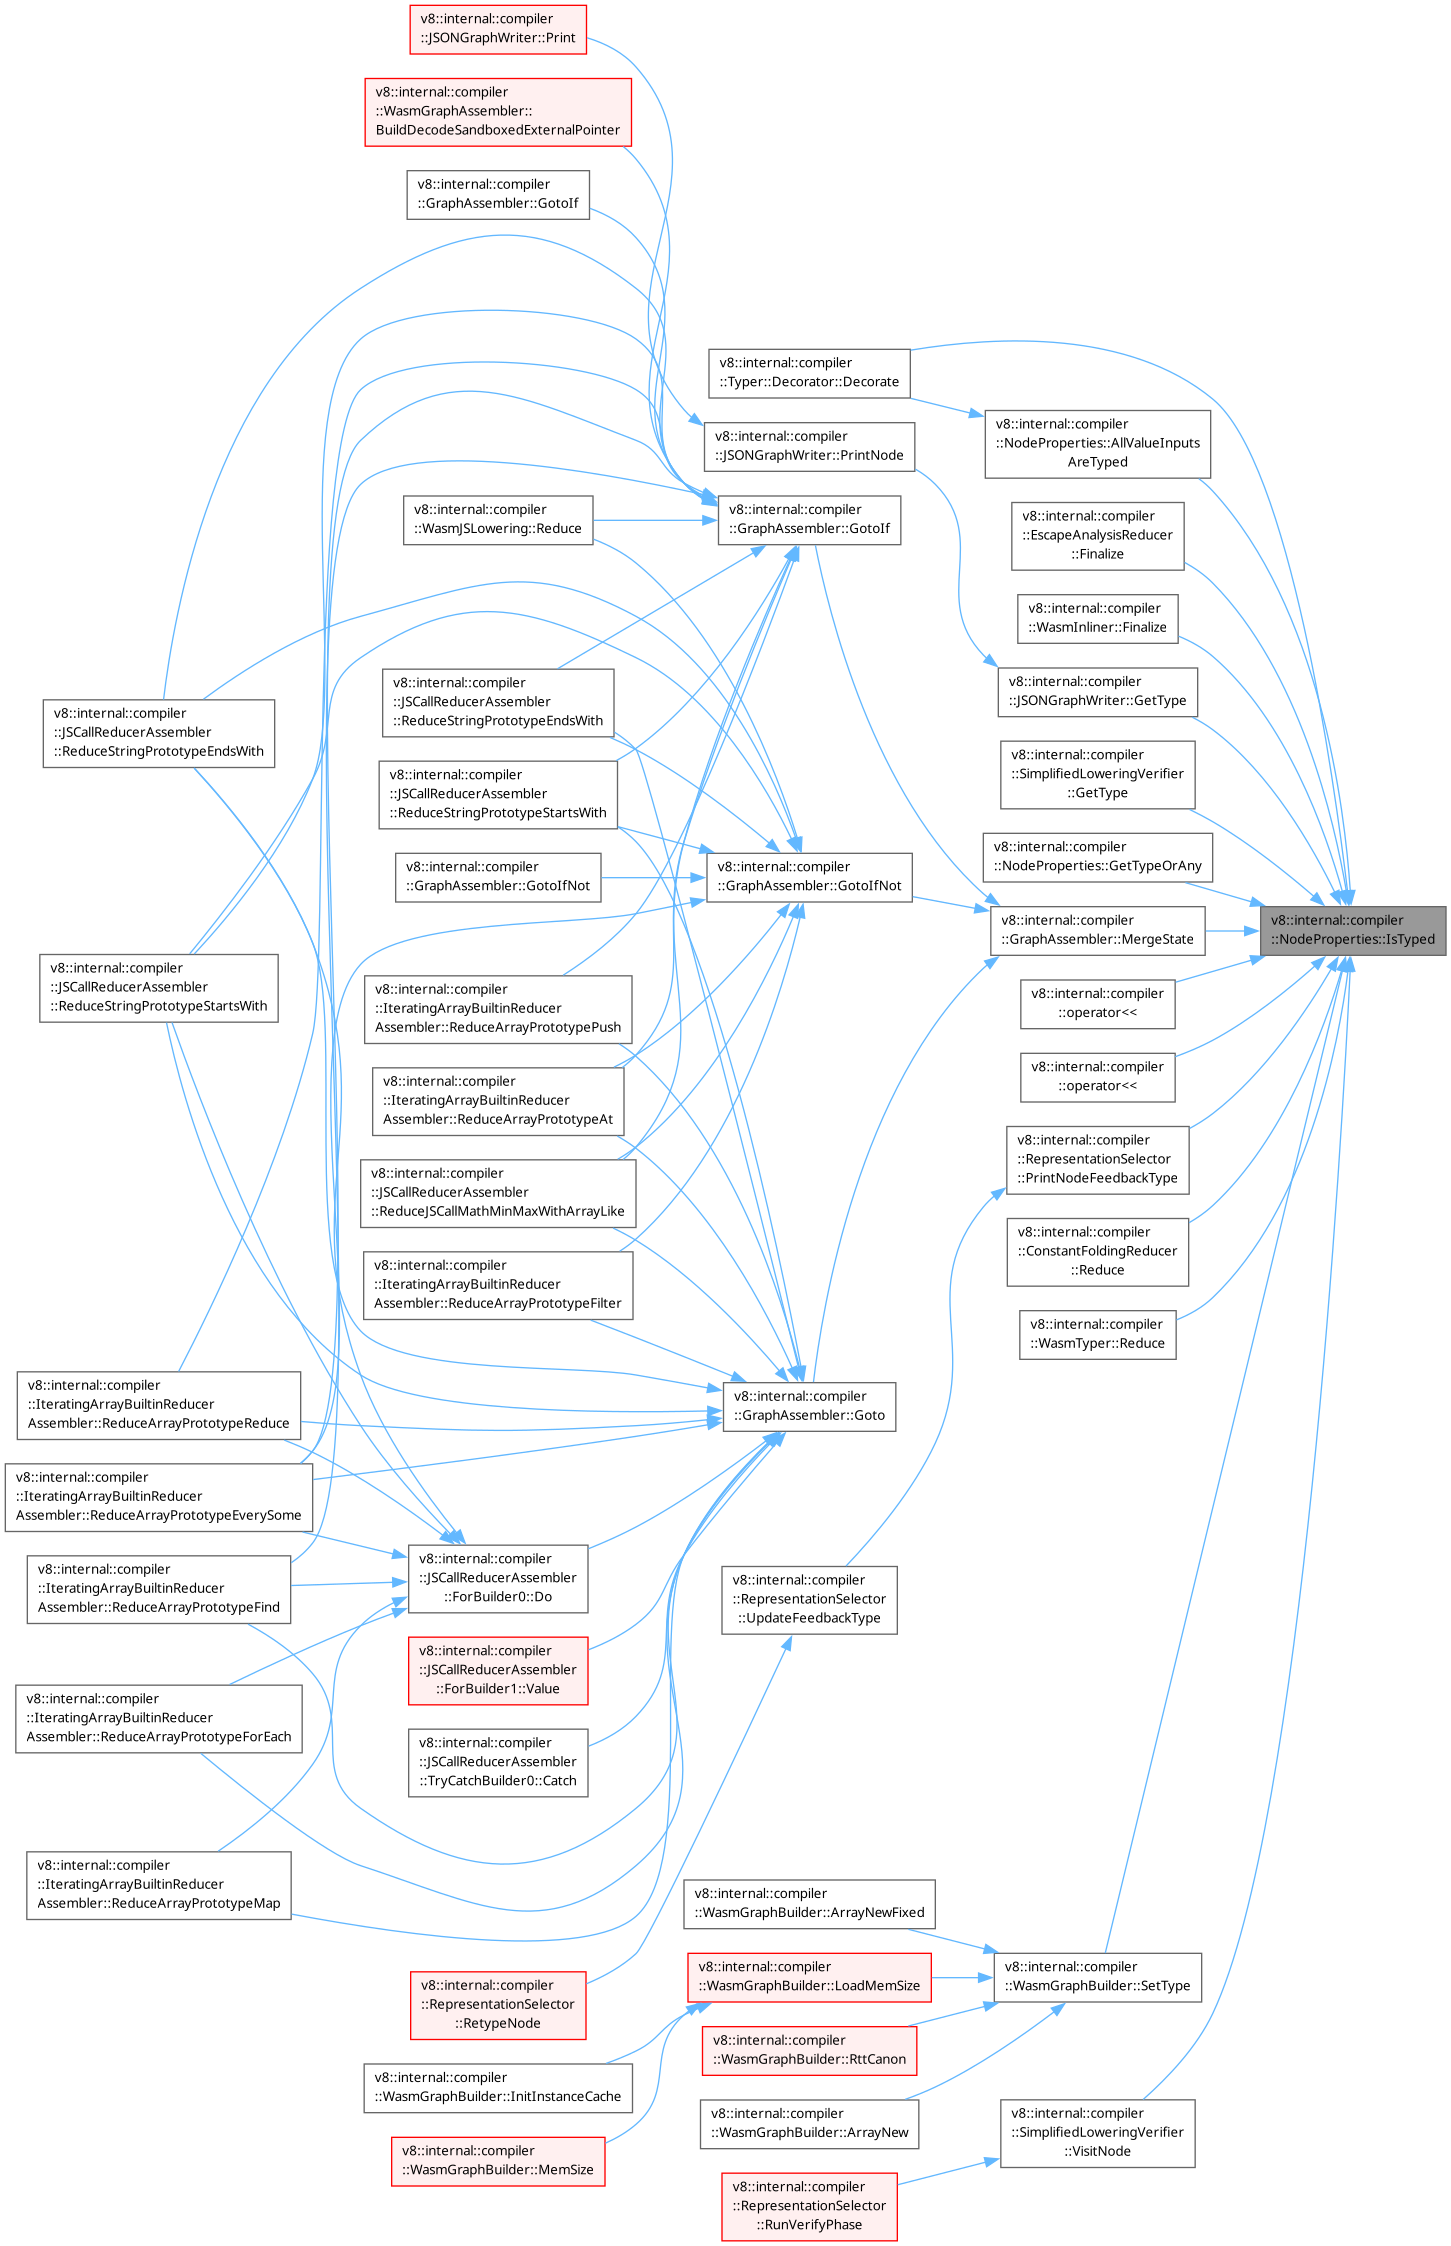 v8::internal::compiler
::JSONGraphWriter::Print
v8::internal::compiler
::WasmGraphAssembler::
BuildDecodeSandboxedExternalPointer
v8::internal::compiler
::GraphAssembler::GotoIf
v8::internal::compiler
::Typer::Decorator::Decorate
v8::internal::compiler
::NodeProperties::AllValueInputs
AreTyped
v8::internal::compiler
::JSONGraphWriter::PrintNode
v8::internal::compiler
::WasmJSLowering::Reduce
v8::internal::compiler
::GraphAssembler::GotoIf
v8::internal::compiler
::EscapeAnalysisReducer
::Finalize
v8::internal::compiler
::WasmInliner::Finalize
v8::internal::compiler
::JSCallReducerAssembler
::ReduceStringPrototypeEndsWith
v8::internal::compiler
::JSCallReducerAssembler
::ReduceStringPrototypeEndsWith
v8::internal::compiler
::JSONGraphWriter::GetType
v8::internal::compiler
::SimplifiedLoweringVerifier
::GetType
v8::internal::compiler
::JSCallReducerAssembler
::ReduceStringPrototypeStartsWith
v8::internal::compiler
::NodeProperties::GetTypeOrAny
v8::internal::compiler
::GraphAssembler::GotoIfNot
v8::internal::compiler
::GraphAssembler::GotoIfNot
v8::internal::compiler
::GraphAssembler::MergeState
v8::internal::compiler
::NodeProperties::IsTyped
v8::internal::compiler
::JSCallReducerAssembler
::ReduceStringPrototypeStartsWith
v8::internal::compiler
::IteratingArrayBuiltinReducer
Assembler::ReduceArrayPrototypePush
v8::internal::compiler
::operator<<
v8::internal::compiler
::operator<<
v8::internal::compiler
::IteratingArrayBuiltinReducer
Assembler::ReduceArrayPrototypeAt
v8::internal::compiler
::RepresentationSelector
::PrintNodeFeedbackType
v8::internal::compiler
::JSCallReducerAssembler
::ReduceJSCallMathMinMaxWithArrayLike
v8::internal::compiler
::ConstantFoldingReducer
::Reduce
v8::internal::compiler
::IteratingArrayBuiltinReducer
Assembler::ReduceArrayPrototypeFilter
v8::internal::compiler
::WasmTyper::Reduce
v8::internal::compiler
::IteratingArrayBuiltinReducer
Assembler::ReduceArrayPrototypeReduce
v8::internal::compiler
::GraphAssembler::Goto
v8::internal::compiler
::IteratingArrayBuiltinReducer
Assembler::ReduceArrayPrototypeEverySome
v8::internal::compiler
::IteratingArrayBuiltinReducer
Assembler::ReduceArrayPrototypeFind
v8::internal::compiler
::JSCallReducerAssembler
::ForBuilder0::Do
v8::internal::compiler
::RepresentationSelector
::UpdateFeedbackType
v8::internal::compiler
::JSCallReducerAssembler
::ForBuilder1::Value
v8::internal::compiler
::IteratingArrayBuiltinReducer
Assembler::ReduceArrayPrototypeForEach
v8::internal::compiler
::JSCallReducerAssembler
::TryCatchBuilder0::Catch
v8::internal::compiler
::IteratingArrayBuiltinReducer
Assembler::ReduceArrayPrototypeMap
v8::internal::compiler
::WasmGraphBuilder::ArrayNewFixed
v8::internal::compiler
::RepresentationSelector
::RetypeNode
v8::internal::compiler
::WasmGraphBuilder::LoadMemSize
v8::internal::compiler
::WasmGraphBuilder::SetType
v8::internal::compiler
::WasmGraphBuilder::RttCanon
v8::internal::compiler
::WasmGraphBuilder::InitInstanceCache
v8::internal::compiler
::WasmGraphBuilder::ArrayNew
v8::internal::compiler
::SimplifiedLoweringVerifier
::VisitNode
v8::internal::compiler
::WasmGraphBuilder::MemSize
v8::internal::compiler
::RepresentationSelector
::RunVerifyPhase